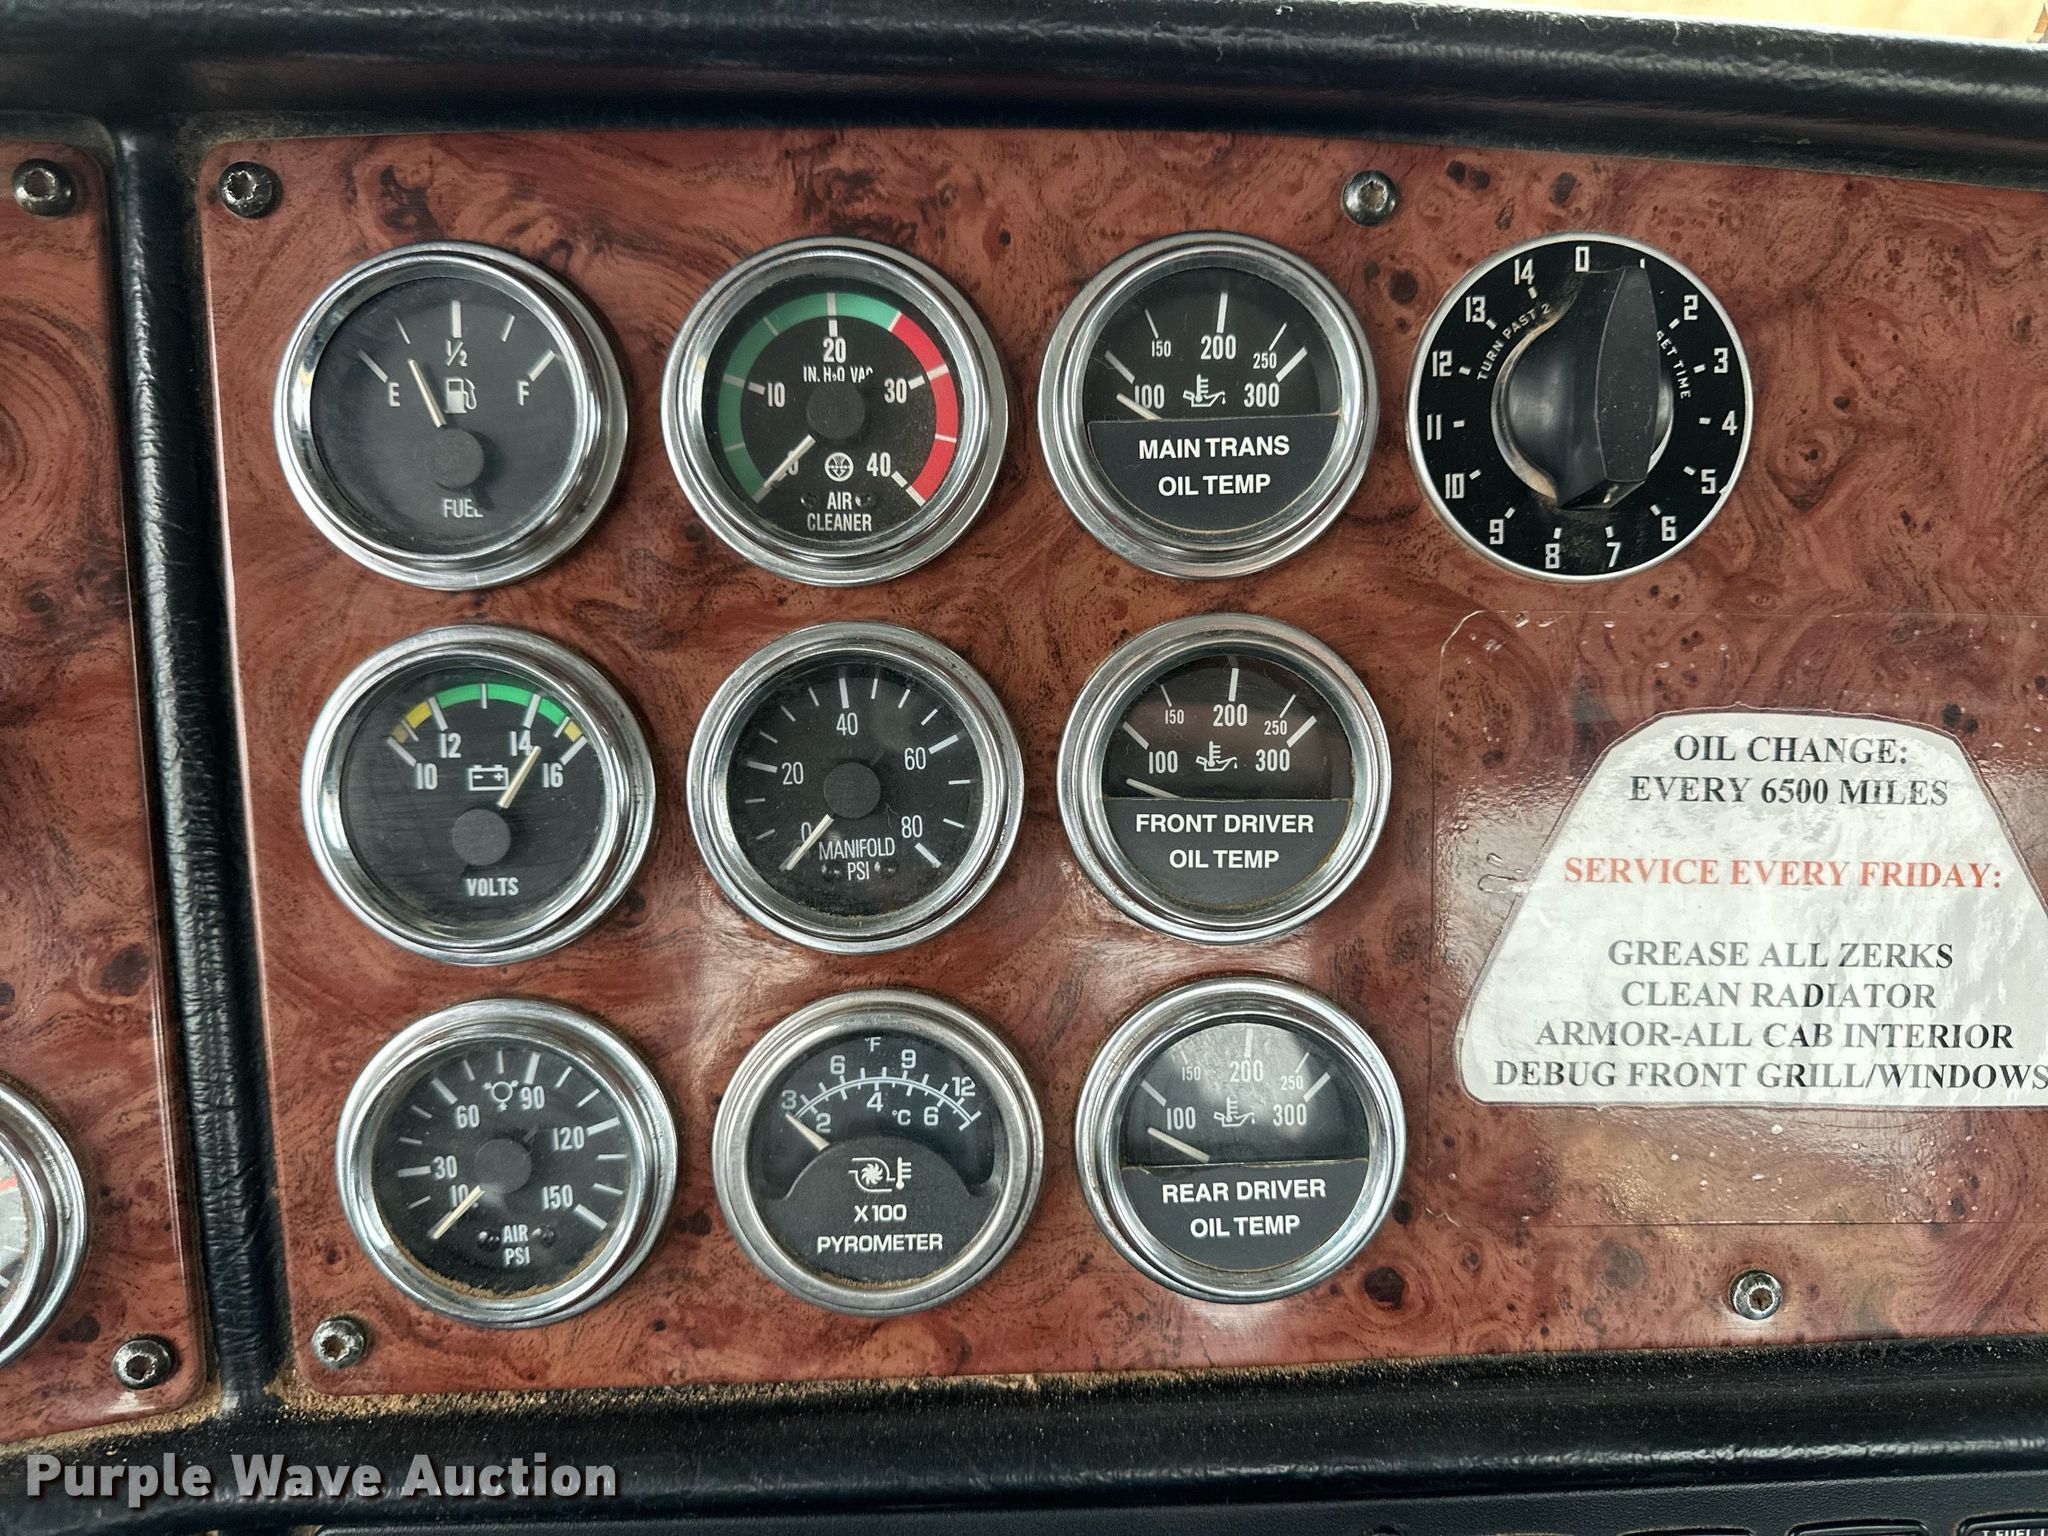 E 1/2 F
FUEL
10 20 30 40
IN. H2O VAC
AIR
CLEANER
100 150 200 250 300
MAIN TRANS
OIL TEMP
0 2 3 4 5 6 7 8 9 10 11 12 13 14
TURN PAST 2
SET TIME
10 12 14 16
VOLTS
0 20 40 60 80
MANIFOLD
PSI
100 150 200 250 300
FRONT DRIVER
OIL TEMP
OIL CHANGE:
EVERY 6500 MILES
SERVICE EVERY FRIDAY:
GREASE ALL ZERKS
CLEAN RADIATOR
ARMOR-ALL CAB INTERIOR
DEBUG FRONT GRILL/WINDOWS
10 30 60 90 120 150
AIR
PSI
°F
3 6 9 12
2 4 °C 6
X100
PYROMETER
100 150 200 250 300
REAR DRIVER
OIL TEMP
Purple Wave Auction